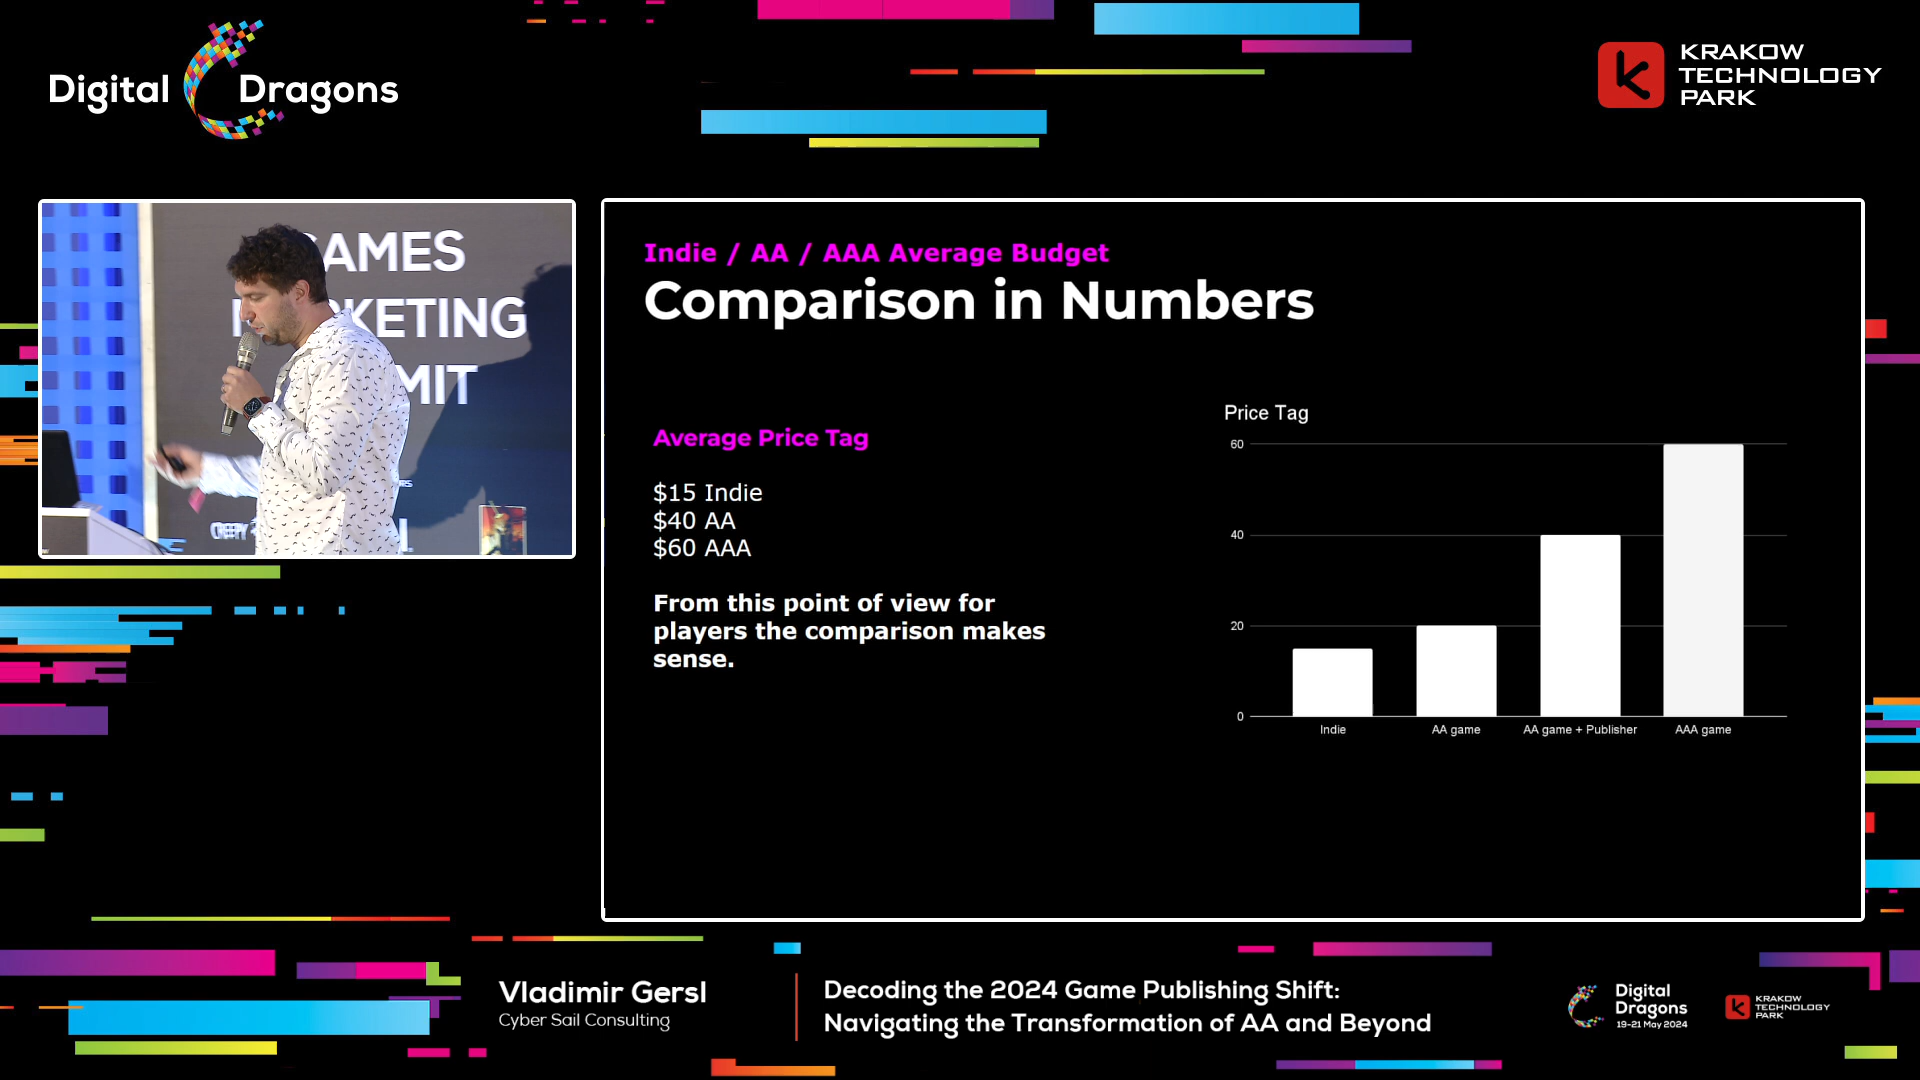 Digital Dragons
KRAKOW
TECHNOLOGY
PARK
GAMES
MARKETING
MIT
Indie / AA / AAA Average Budget
Comparison in Numbers
Average Price Tag
$15 Indie
$40 AA
$60 AAA
From this point of view for
players the comparison makes
sense.
Price Tag
60
40
20
0
Indie
AA game
AA game + Publisher
AAA game
Vladimir Gersl
Cyber Sail Consulting
Decoding the 2024 Game Publishing Shift:
Navigating the Transformation of AA and Beyond
Digital
Dragons
19-21 May 2024
KRAKOW
TECHNOLOGY
PARK